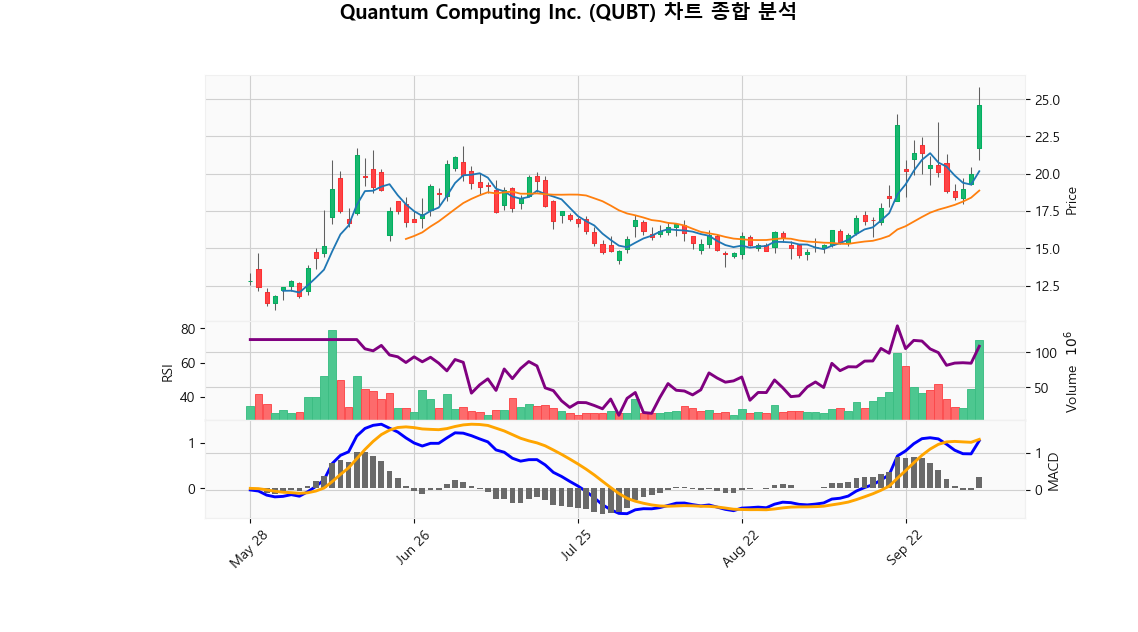 Quantum Computing Inc. (QUBT) 차트 종합 분석
25.0
22.5
20.0
17.5
15.0
12.5
Price
80
60
40
RSI
100
50
Volume 10⁶
1
0
1
0
MACD
May 28
Jun 26
Jul 25
Aug 22
Sep 22